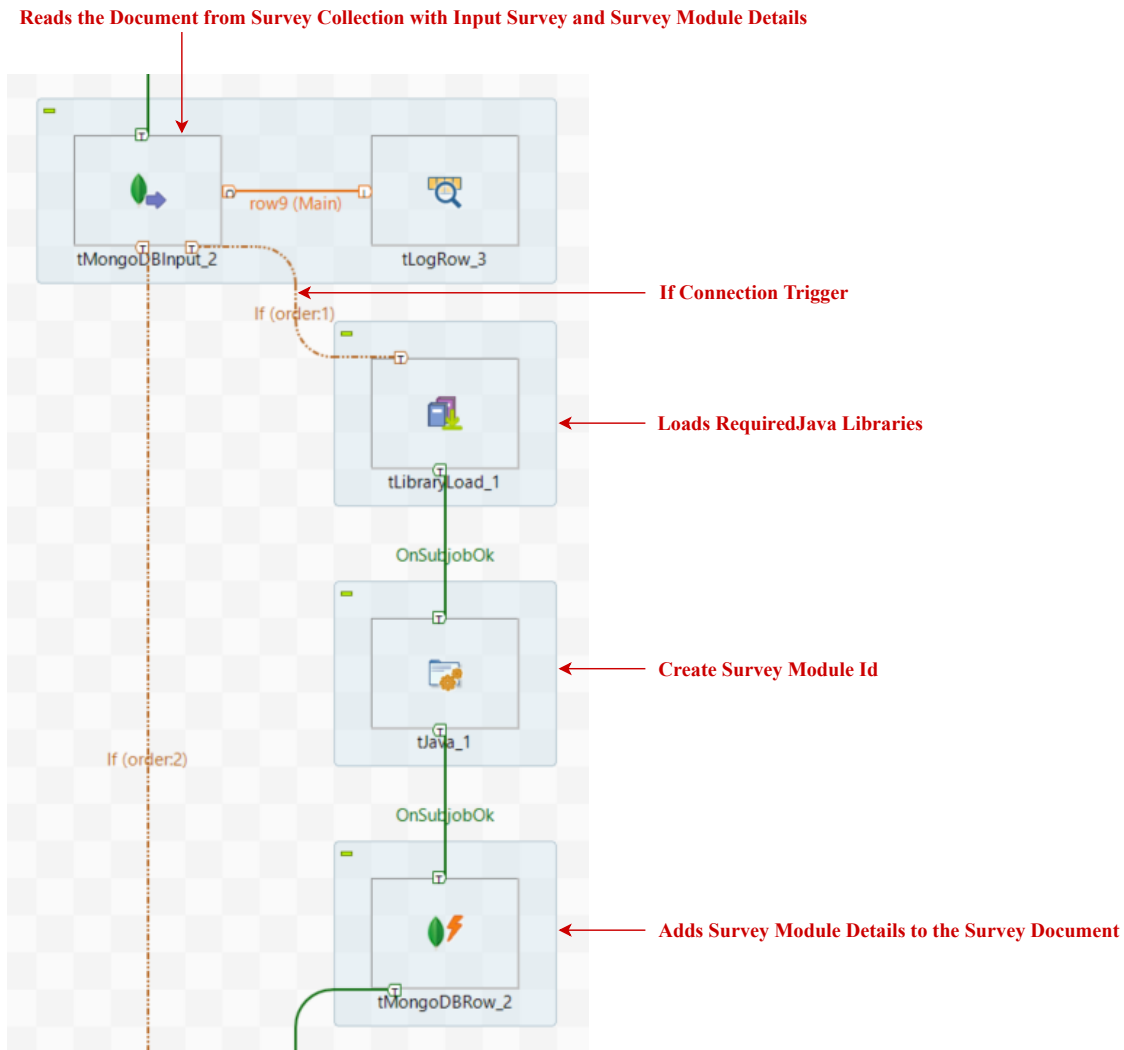 Reads the Document from Survey Collection with Input Survey and Survey Module Details
T
O
row9 (Main)
I
T
T
tMongoDBInput_2
tLogRow_3
If Connection Trigger
If (order:1)
T
Loads RequiredJava Libraries
T
tLibraryLoad_1
OnSubjobOk
T
Create Survey Module Id
T
tJava_1
If (order:2)
OnSubjobOk
T
Adds Survey Module Details to the Survey Document
T
tMongoDBRow_2